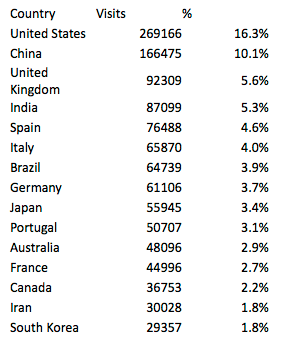 Country Visits %
United States 269166 16.3%
China 166475 10.1%
United
Kingdom 92309 5.6%
India 87099 5.3%
Spain 76488 4.6%
Italy 65870 4.0%
Brazil 64739 3.9%
Germany 61106 3.7%
Japan 55945 3.4%
Portugal 50707 3.1%
Australia 48096 2.9%
France 44996 2.7%
Canada 36753 2.2%
Iran 30028 1.8%
South Korea 29357 1.8%